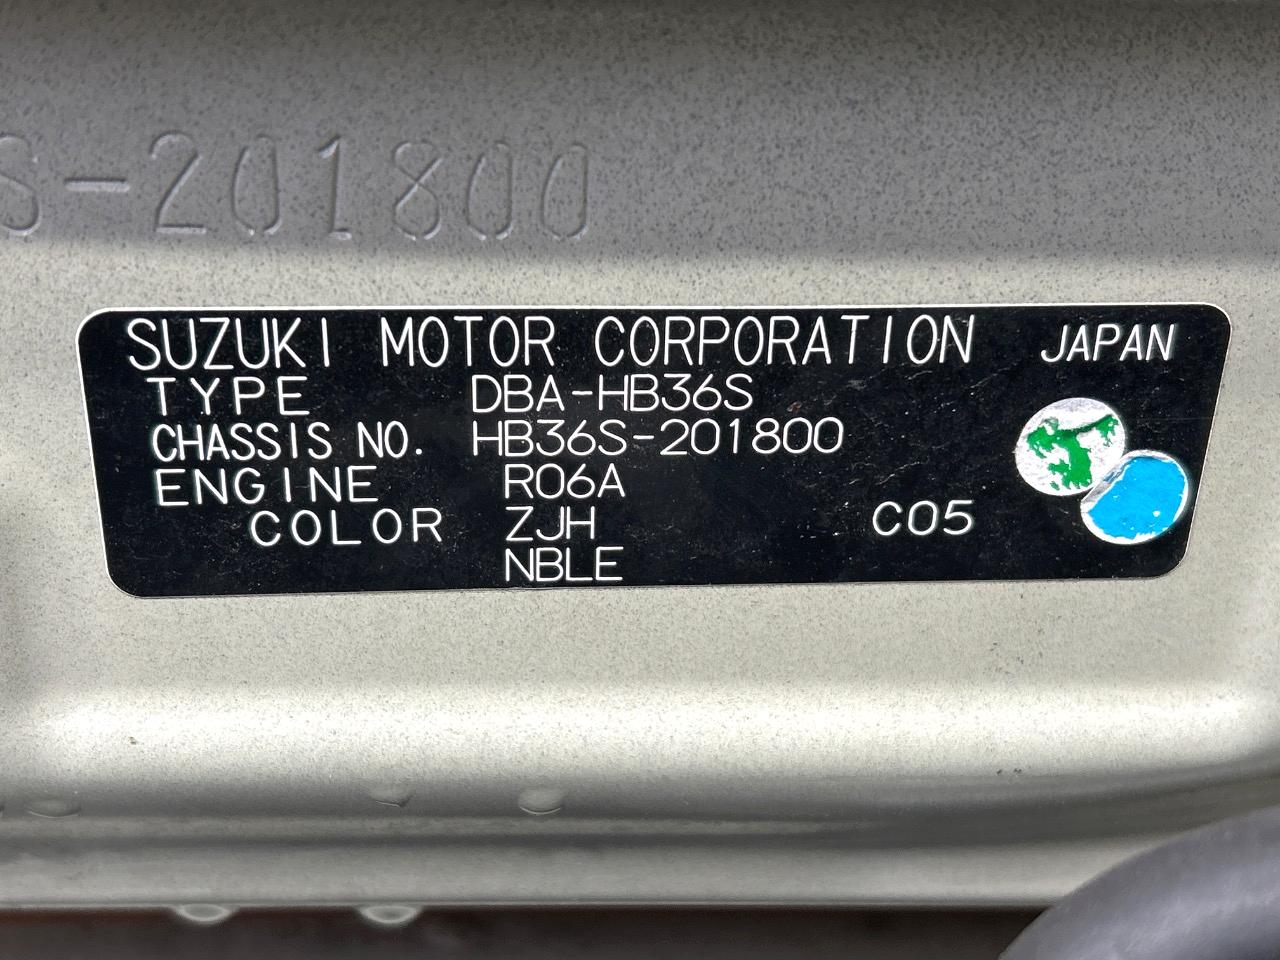 S-201800
SUZUKI MOTOR CORPORATION JAPAN
TYPE DBA-HB36S
CHASSIS NO. HB36S-201800
ENGINE R06A
COLOR ZJH C05
NBLE